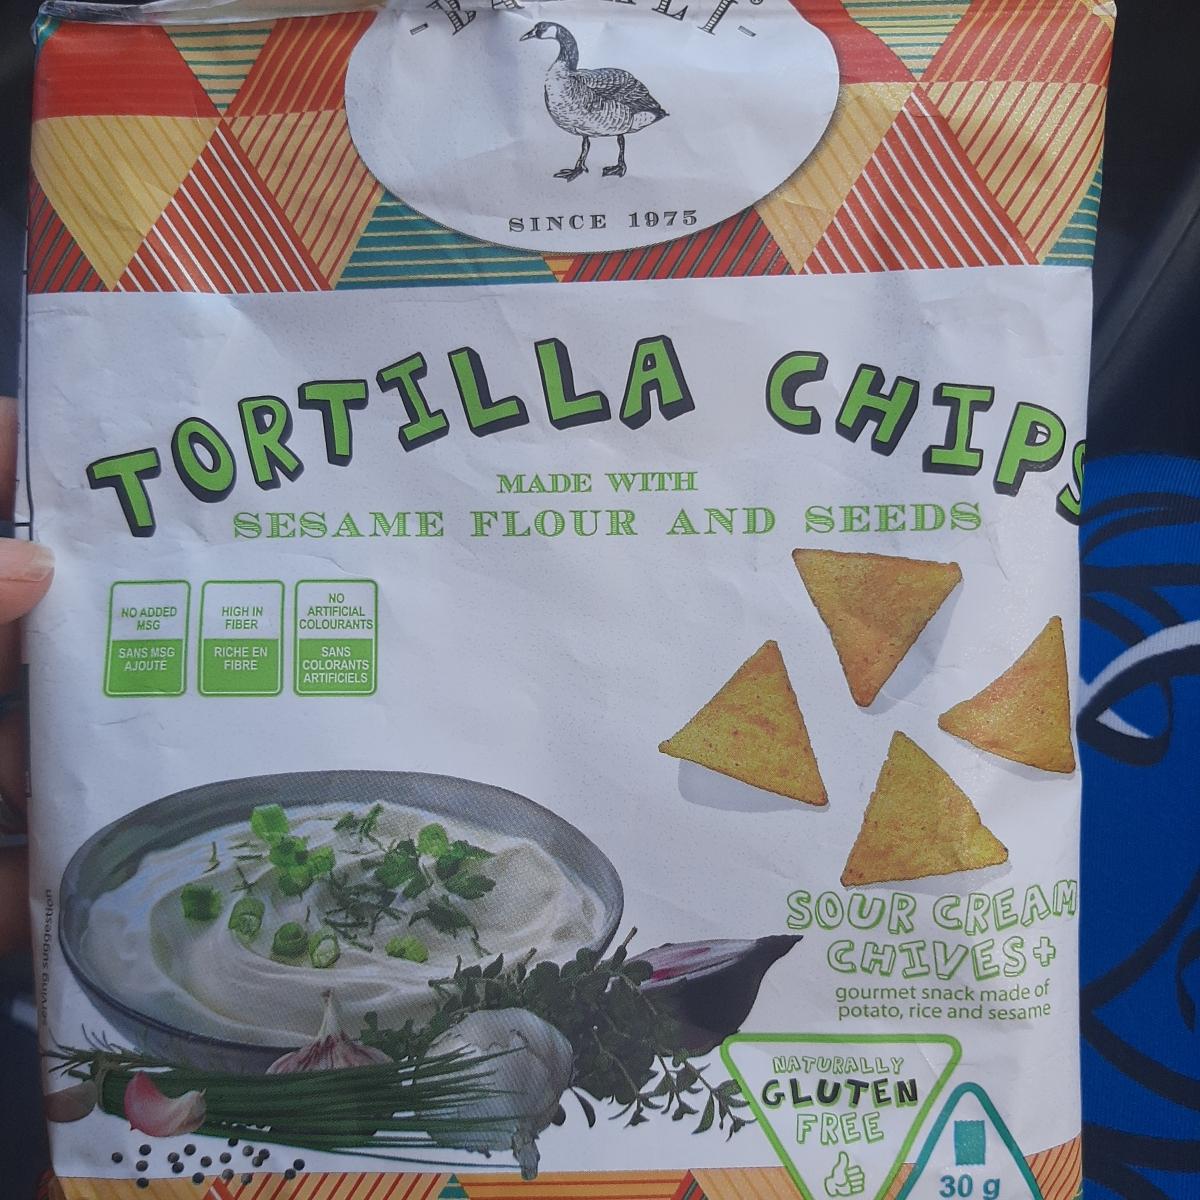 SINCE 1975
TORTILLA CHIPS
MADE WITH
SESAME FLOUR AND SEEDS
NO ADDED
MSG
SANS MSG
AJOUTÉ
HIGH IN
FIBER
RICHE EN
FIBRE
NO
ARTIFICIAL
COLOURANTS
SANS
COLORANTS
ARTIFICIELS
serving suggestion
SOUR CREAM
CHIVES+
gourmet snack made of
potato, rice and sesame
NATURALLY
GLUTEN
FREE
30 g